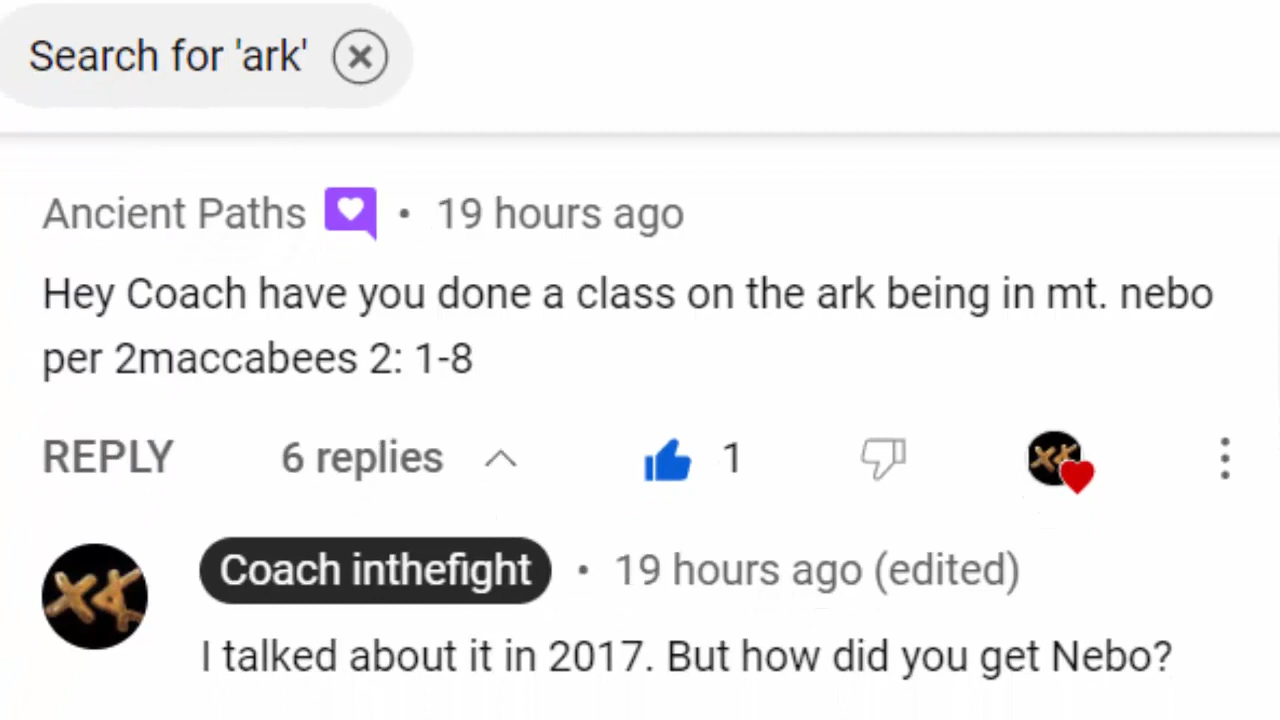 Search for 'ark'
Ancient Paths • 19 hours ago
Hey Coach have you done a class on the ark being in mt. nebo
per 2maccabees 2: 1-8
REPLY 6 replies 1
Coach inthefight • 19 hours ago (edited)
I talked about it in 2017. But how did you get Nebo?